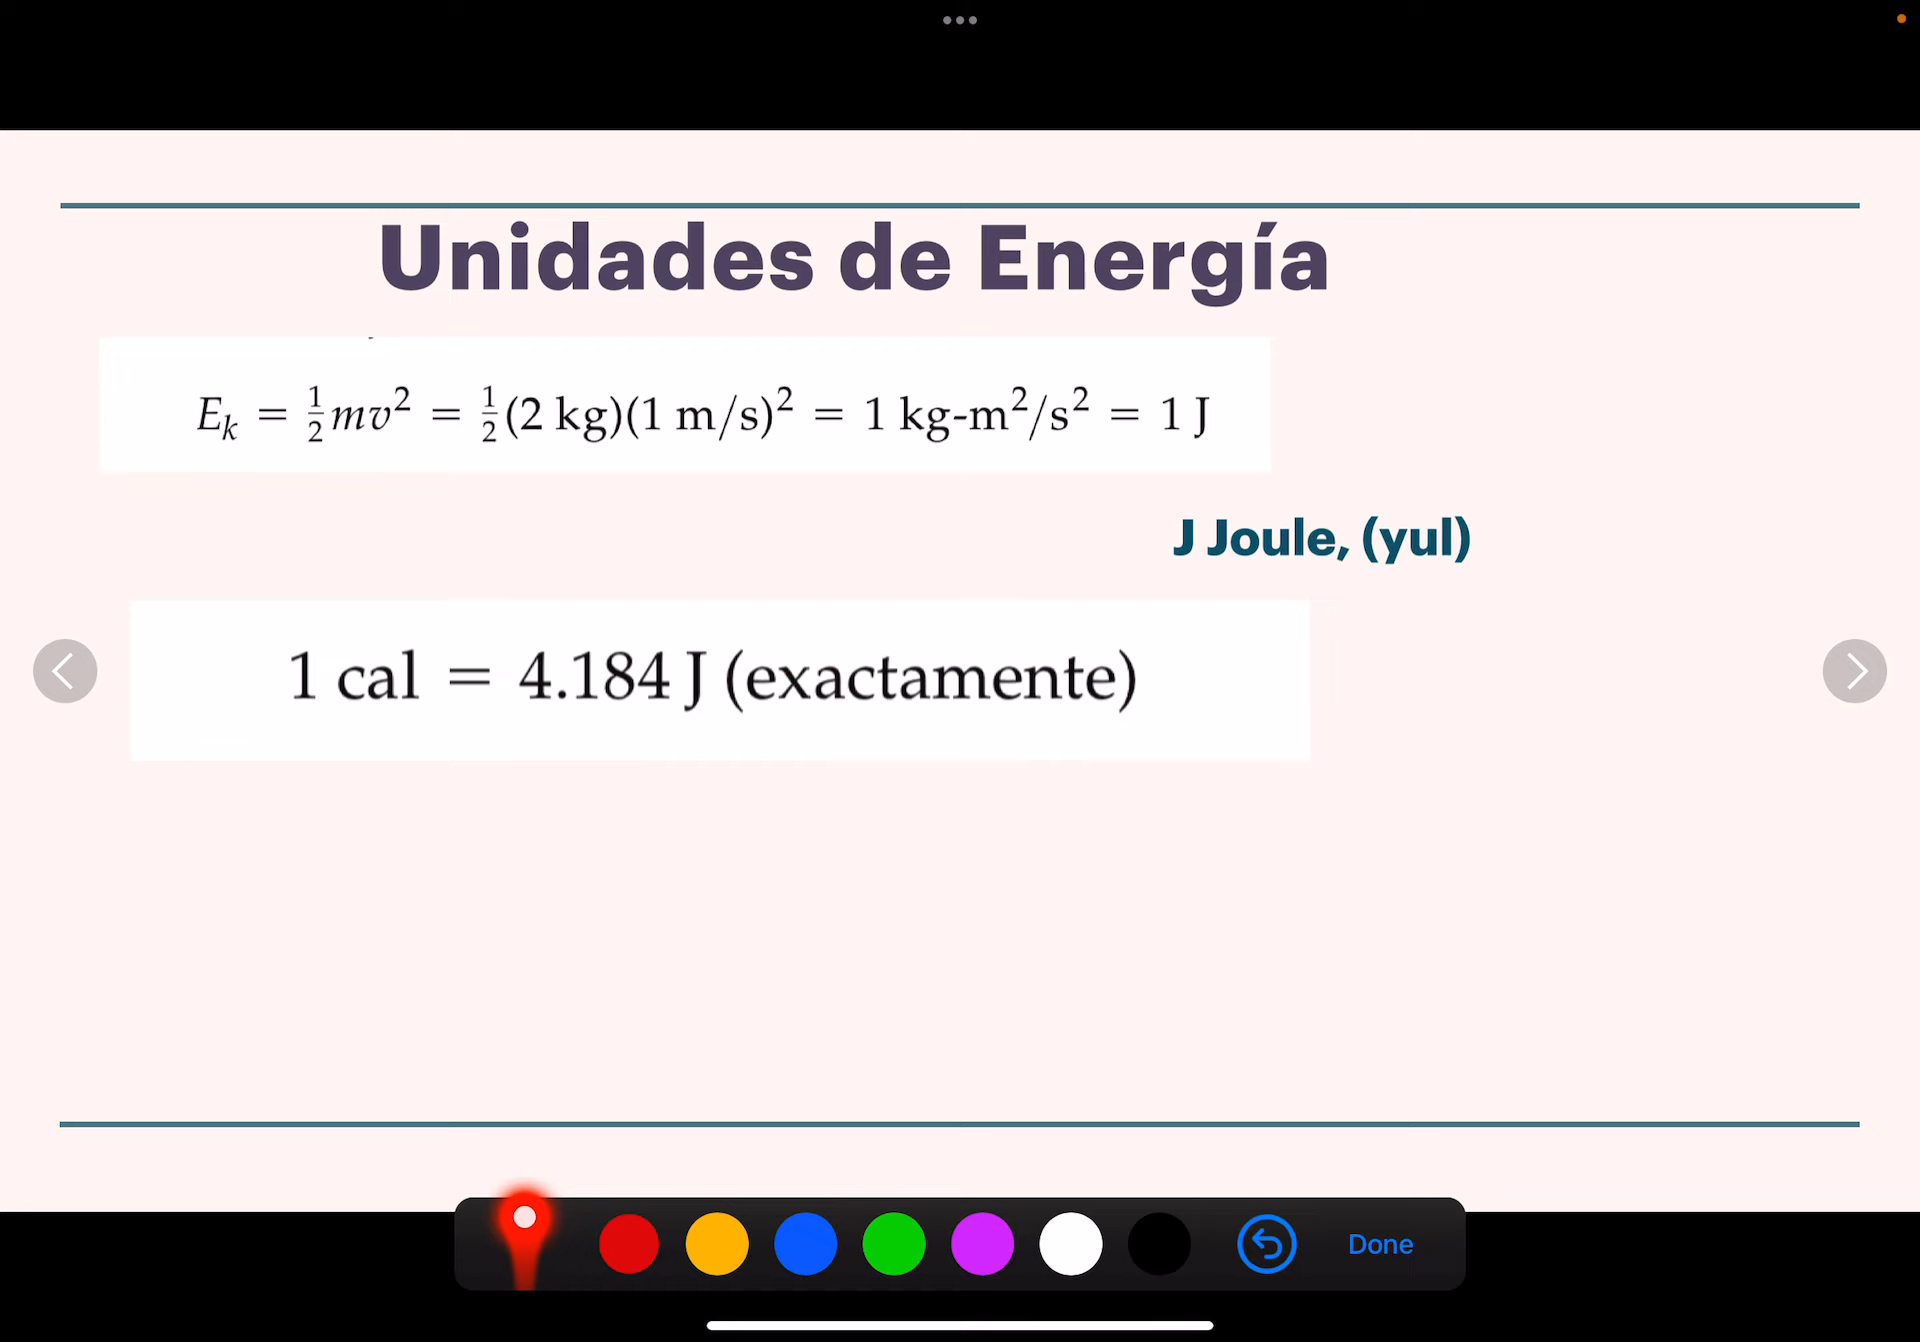 Unidades de Energía
Eₖ = ½mv² = ½(2 kg)(1 m/s)² = 1 kg-m²/s² = 1 J
J Joule, (yul)
1 cal = 4.184 J (exactamente)
Done